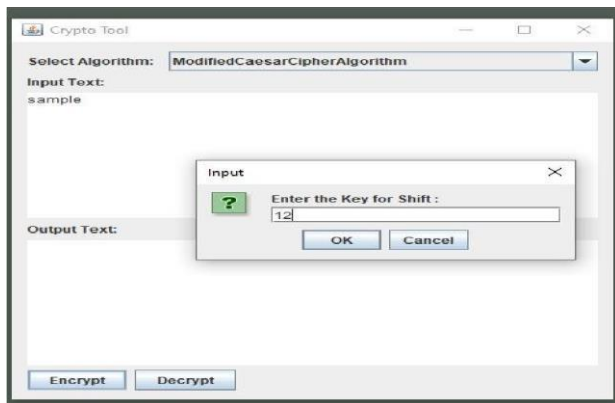 Crypto Tool
Select Algorithm: ModifiedCaesarCipherAlgorithm
Input Text:
sample
Input
Enter the Key for Shift :
12
OK Cancel
Output Text:
Encrypt Decrypt